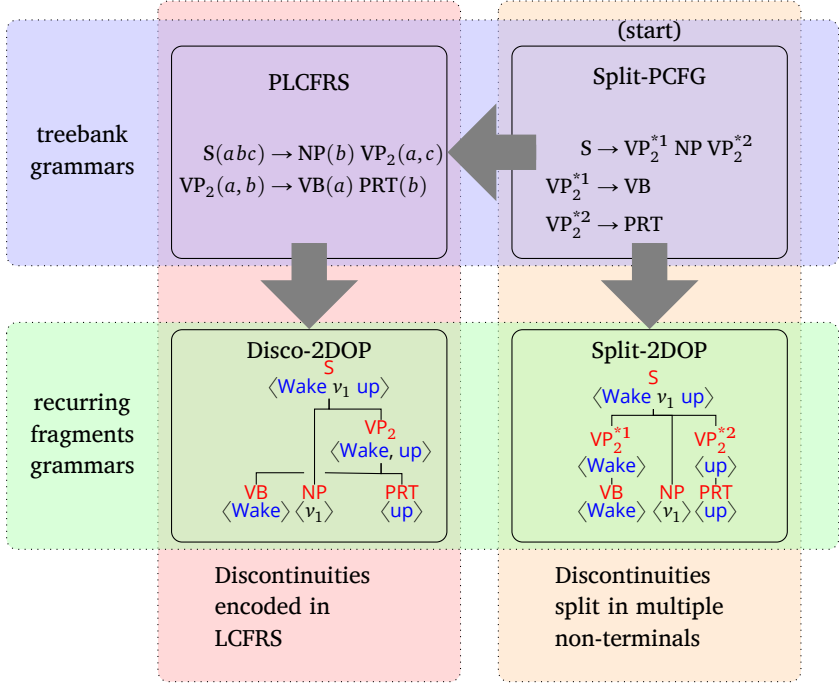 (start)
treebank
grammars
PLCFRS
S(abc) → NP(b) VP₂(a, c)
VP₂(a, b) → VB(a) PRT(b)
Split-PCFG
S → VP₂*¹ NP VP₂*²
VP₂*¹ → VB
VP₂*² → PRT
recurring
fragments
grammars
Disco-2DOP
S
⟨Wake v₁ up⟩
VP₂
⟨Wake, up⟩
VB NP PRT
⟨Wake⟩ ⟨v₁⟩ ⟨up⟩
Split-2DOP
S
⟨Wake v₁ up⟩
VP₂*¹ VP₂*²
⟨Wake⟩ ⟨up⟩
VB NP PRT
⟨Wake⟩ ⟨v₁⟩ ⟨up⟩
Discontinuities
encoded in
LCFRS
Discontinuities
split in multiple
non-terminals